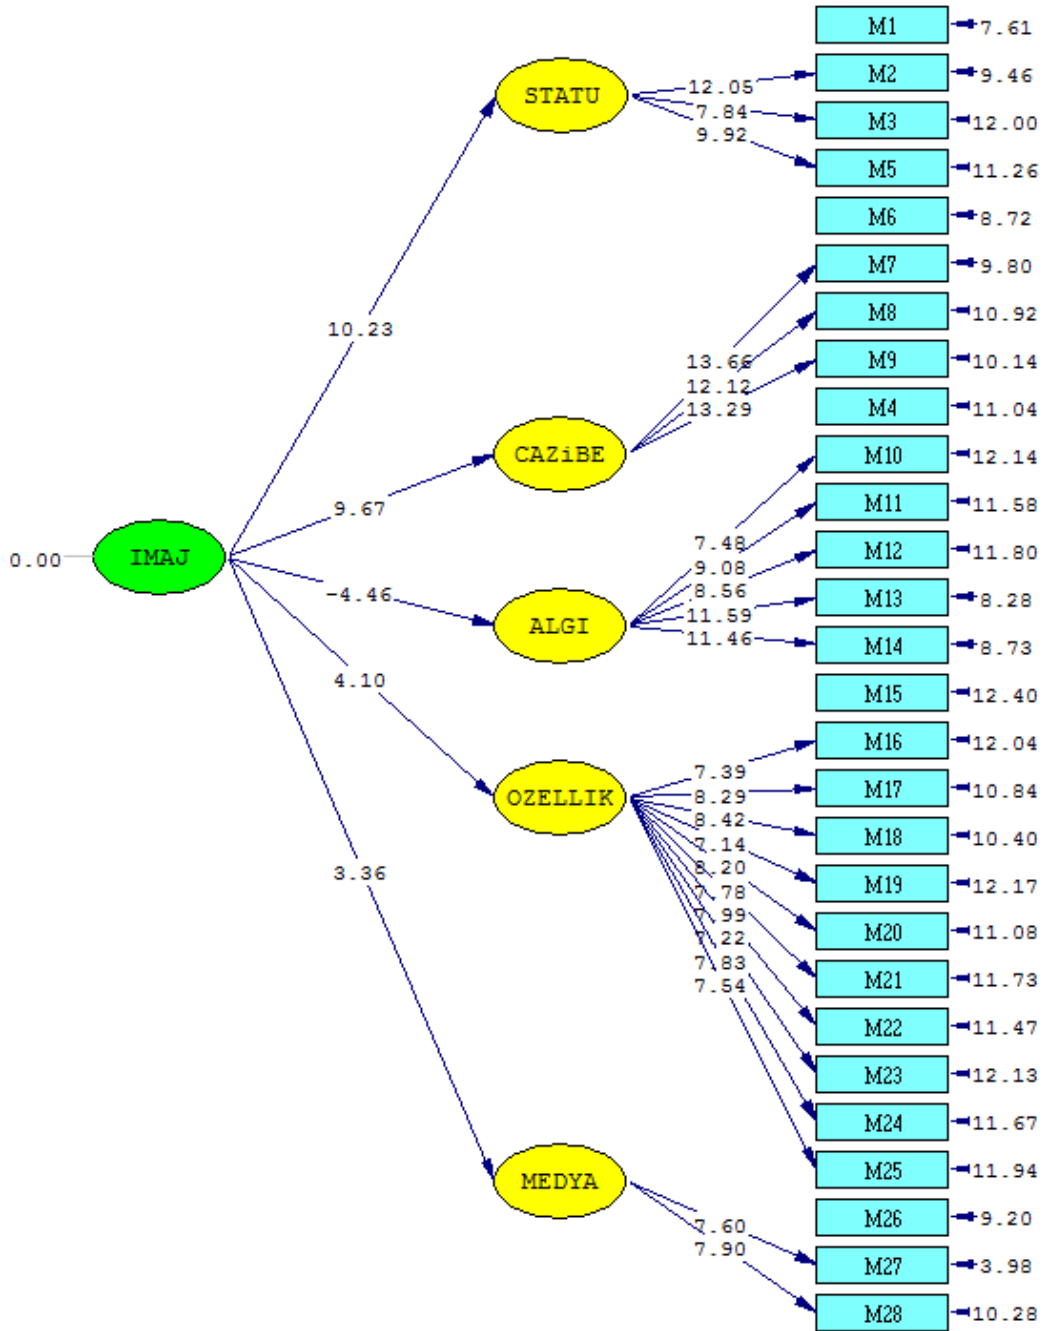 M1 7.61
M2 9.46
STATU
12.05
7.84
9.92
M3 12.00
M5 11.26
M6 8.72
M7 9.80
M8 10.92
10.23
13.66
12.12
13.29
M9 10.14
M4 11.04
CAZiBE
M10 12.14
9.67
M11 11.58
0.00 IMAJ
7.48
9.08
8.56
11.59
11.46
M12 11.80
-4.46
M13 8.28
ALGI
M14 8.73
4.10
M15 12.40
M16 12.04
7.39
8.29
8.42
7.14
8.20
7.78
7.99
7.22
7.83
7.54
M17 10.84
OZELLIK
M18 10.40
3.36
M19 12.17
M20 11.08
M21 11.73
M22 11.47
M23 12.13
M24 11.67
M25 11.94
MEDYA
M26 9.20
7.60
7.90
M27 3.98
M28 10.28